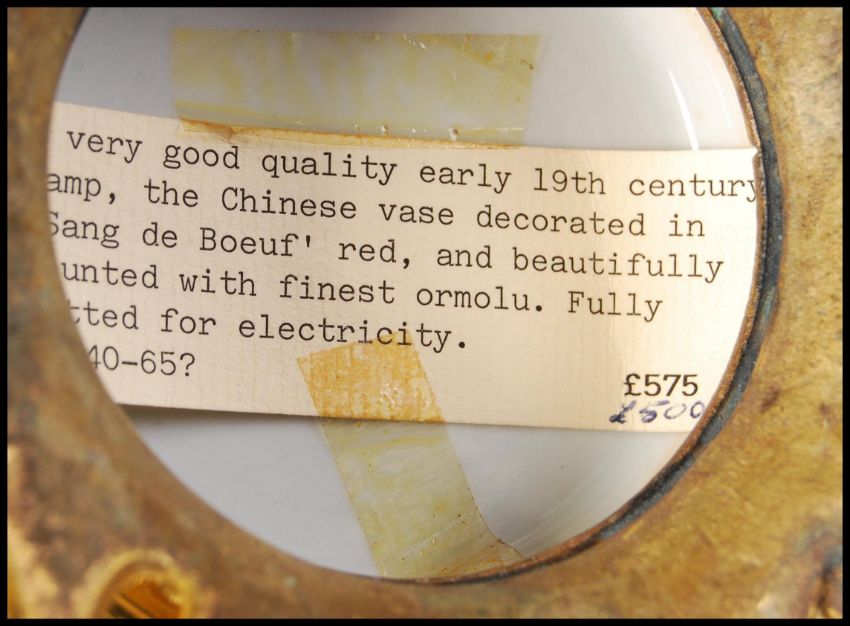 very good quality early 19th century
amp, the Chinese vase decorated in
Sang de Boeuf' red, and beautifully
unted with finest ormolu. Fully
tted for electricity.
40-65?
£575
£500